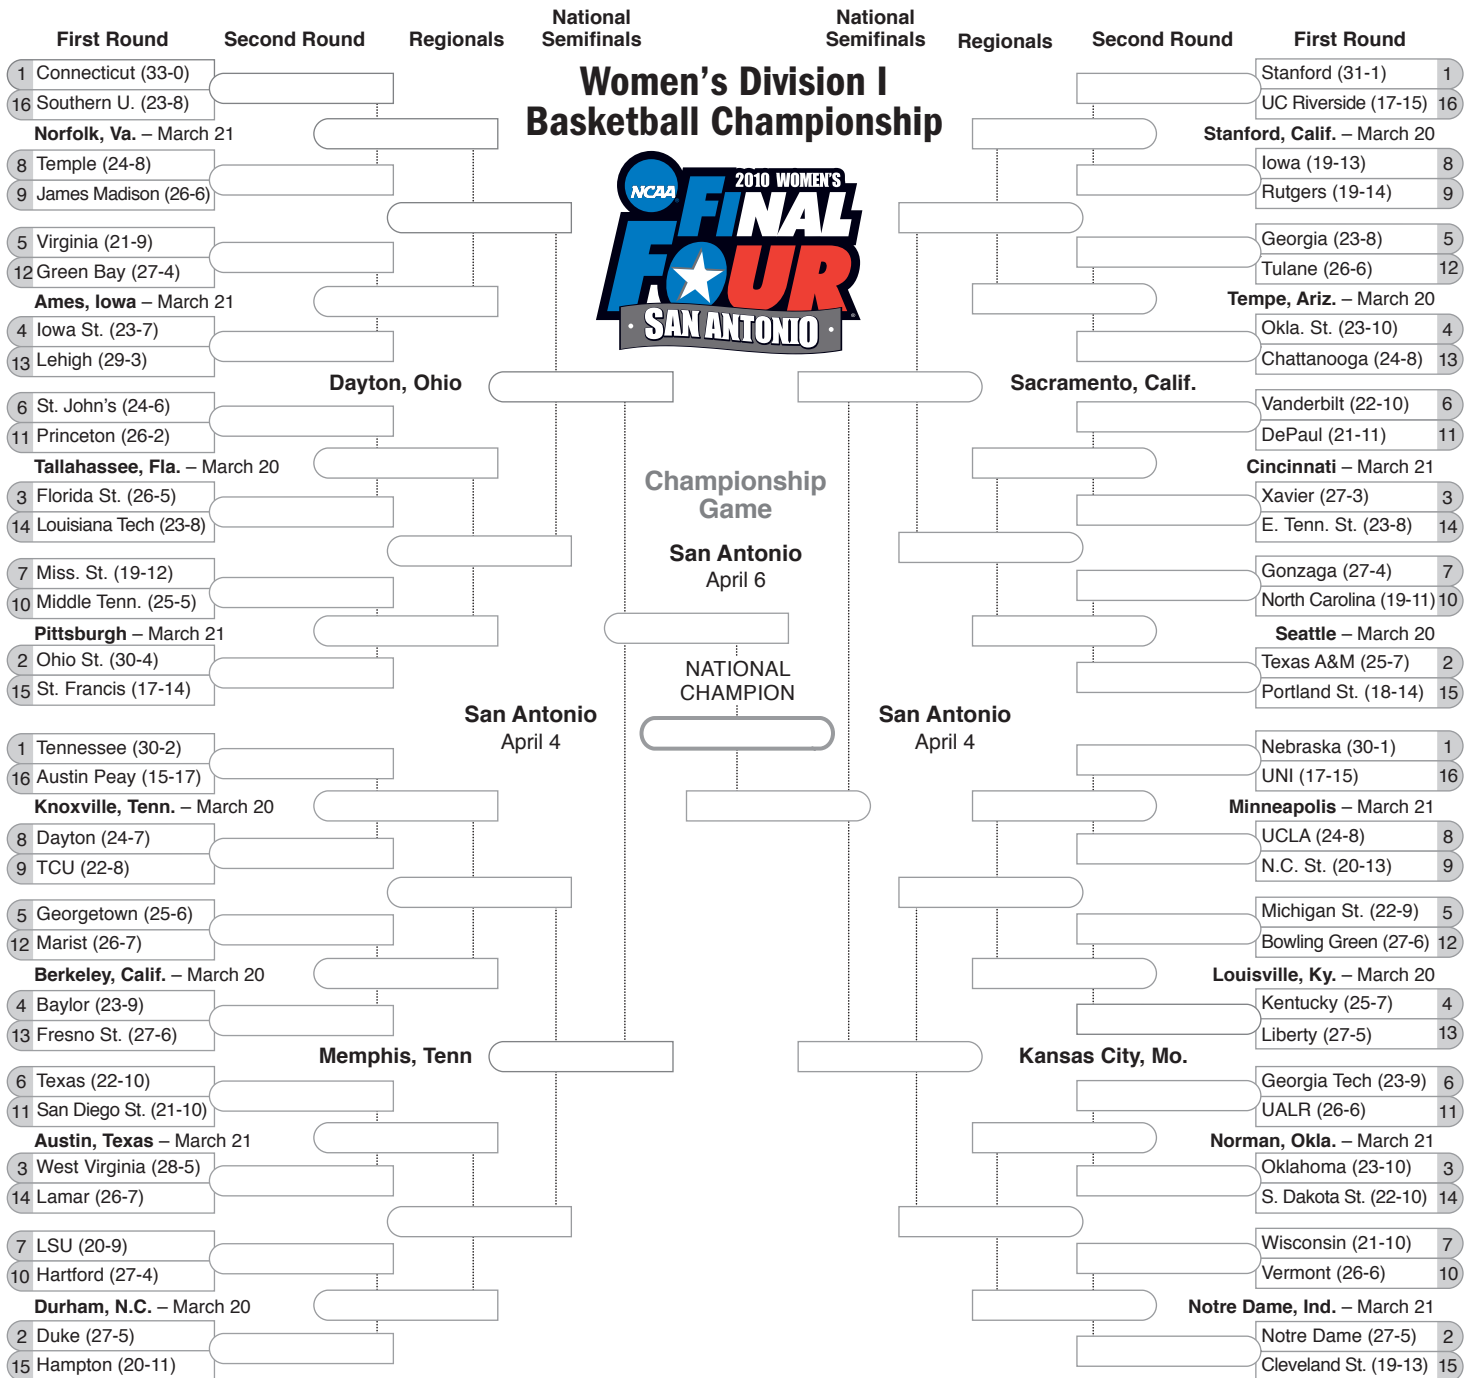 First Round
Second Round
Regionals
National
Semifinals
National
Semifinals
Regionals
Second Round
First Round
Women's Division I
Basketball Championship
NCAA
2010 WOMEN'S
FINAL
FOUR
· SAN ANTONIO ·
1 Connecticut (33-0)
16 Southern U. (23-8)
Norfolk, Va. – March 21
8 Temple (24-8)
9 James Madison (26-6)
5 Virginia (21-9)
12 Green Bay (27-4)
Ames, Iowa – March 21
4 Iowa St. (23-7)
13 Lehigh (29-3)
Dayton, Ohio
6 St. John's (24-6)
11 Princeton (26-2)
Tallahassee, Fla. – March 20
3 Florida St. (26-5)
14 Louisiana Tech (23-8)
7 Miss. St. (19-12)
10 Middle Tenn. (25-5)
Pittsburgh – March 21
2 Ohio St. (30-4)
15 St. Francis (17-14)
San Antonio
April 4
1 Tennessee (30-2)
16 Austin Peay (15-17)
Knoxville, Tenn. – March 20
8 Dayton (24-7)
9 TCU (22-8)
5 Georgetown (25-6)
12 Marist (26-7)
Berkeley, Calif. – March 20
4 Baylor (23-9)
13 Fresno St. (27-6)
Memphis, Tenn
6 Texas (22-10)
11 San Diego St. (21-10)
Austin, Texas – March 21
3 West Virginia (28-5)
14 Lamar (26-7)
7 LSU (20-9)
10 Hartford (27-4)
Durham, N.C. – March 20
2 Duke (27-5)
15 Hampton (20-11)
Championship
Game
San Antonio
April 6
NATIONAL
CHAMPION
Stanford (31-1) 1
UC Riverside (17-15) 16
Stanford, Calif. – March 20
Iowa (19-13) 8
Rutgers (19-14) 9
Georgia (23-8) 5
Tulane (26-6) 12
Tempe, Ariz. – March 20
Okla. St. (23-10) 4
Chattanooga (24-8) 13
Sacramento, Calif.
Vanderbilt (22-10) 6
DePaul (21-11) 11
Cincinnati – March 21
Xavier (27-3) 3
E. Tenn. St. (23-8) 14
Gonzaga (27-4) 7
North Carolina (19-11) 10
Seattle – March 20
Texas A&M (25-7) 2
Portland St. (18-14) 15
San Antonio
April 4
Nebraska (30-1) 1
UNI (17-15) 16
Minneapolis – March 21
UCLA (24-8) 8
N.C. St. (20-13) 9
Michigan St. (22-9) 5
Bowling Green (27-6) 12
Louisville, Ky. – March 20
Kentucky (25-7) 4
Liberty (27-5) 13
Kansas City, Mo.
Georgia Tech (23-9) 6
UALR (26-6) 11
Norman, Okla. – March 21
Oklahoma (23-10) 3
S. Dakota St. (22-10) 14
Wisconsin (21-10) 7
Vermont (26-6) 10
Notre Dame, Ind. – March 21
Notre Dame (27-5) 2
Cleveland St. (19-13) 15